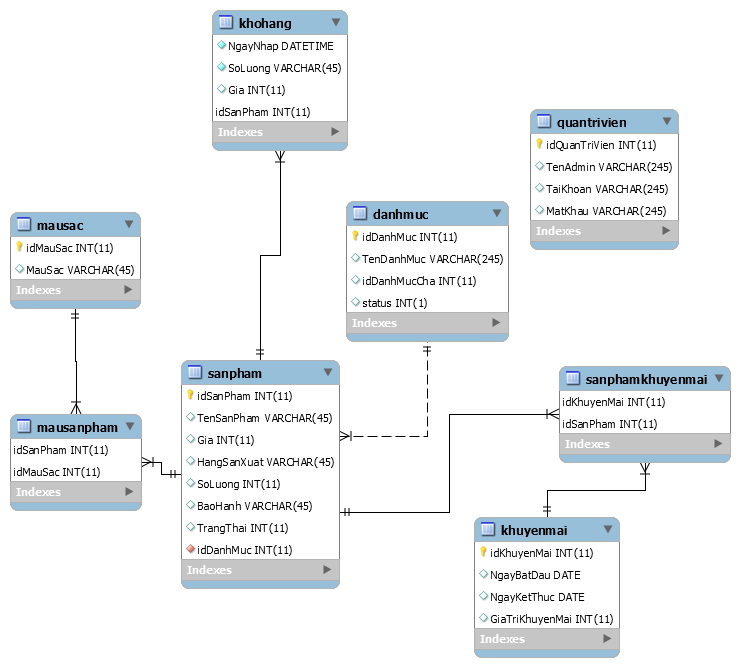 khohang
NgayNhap DATETIME
SoLuong VARCHAR(45)
Gia INT(11)
idSanPham INT(11)
Indexes
quantrivien
idQuanTriVien INT(11)
TenAdmin VARCHAR(245)
TaiKhoan VARCHAR(245)
MatKhau VARCHAR(245)
Indexes
mausac
idMauSac INT(11)
MauSac VARCHAR(45)
Indexes
danhmuc
idDanhMuc INT(11)
TenDanhMuc VARCHAR(245)
idDanhMucCha INT(11)
status INT(1)
Indexes
sanpham
idSanPham INT(11)
TenSanPham VARCHAR(45)
Gia INT(11)
HangSanXuat VARCHAR(45)
SoLuong INT(11)
BaoHanh VARCHAR(45)
TrangThai INT(11)
idDanhMuc INT(11)
Indexes
sanphamkhuyenmai
idKhuyenMai INT(11)
idSanPham INT(11)
Indexes
mausanpham
idSanPham INT(11)
idMauSac INT(11)
Indexes
khuyenmai
idKhuyenMai INT(11)
NgayBatDau DATE
NgayKetThuc DATE
GiaTriKhuyenMai INT(11)
Indexes